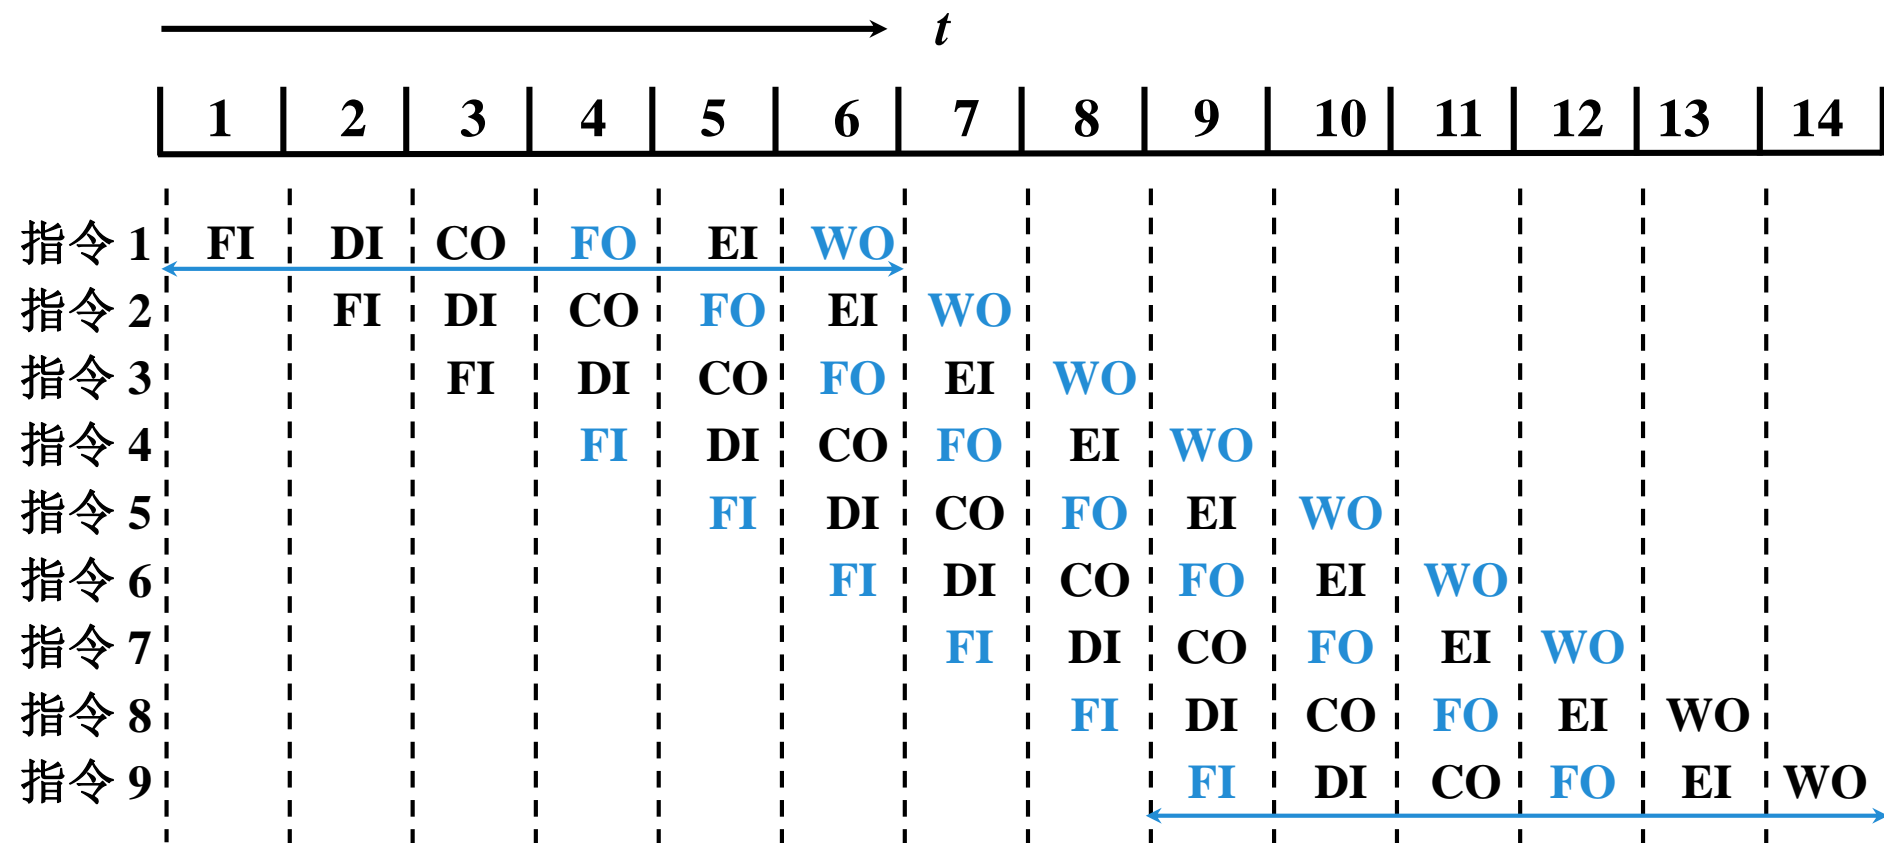 t
1 2 3 4 5 6 7 8 9 10 11 12 13 14
指令 1 FI DI CO FO EI WO
指令 2 FI DI CO FO EI WO
指令 3 FI DI CO FO EI WO
指令 4 FI DI CO FO EI WO
指令 5 FI DI CO FO EI WO
指令 6 FI DI CO FO EI WO
指令 7 FI DI CO FO EI WO
指令 8 FI DI CO FO EI WO
指令 9 FI DI CO FO EI WO